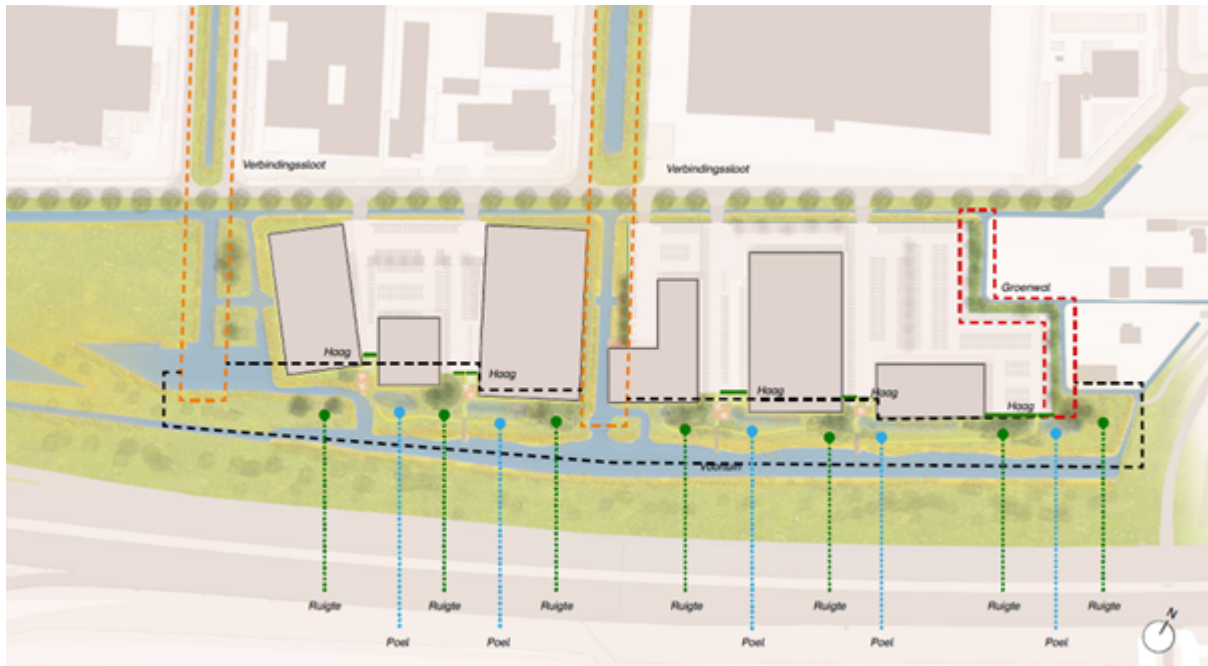 Verbindingssloot
Verbindingssloot
Groenwal
Haag
Haag
Haag
Haag
Haag
Voortuin
Ruigte
Ruigte
Ruigte
Ruigte
Ruigte
Ruigte
Ruigte
Poel
Poel
Poel
Poel
Poel
N